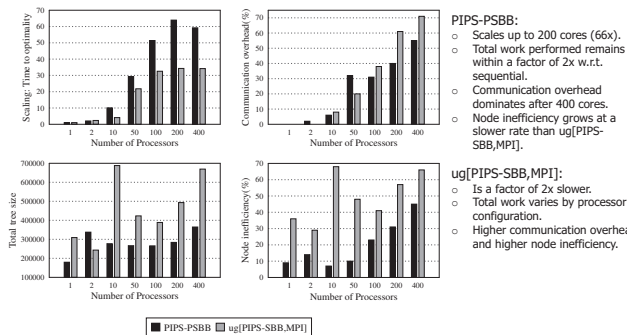 70
60
50
40
30
20
10
0
1 2 10 50 100 200 400
Number of Processors
Scaling: Time to optimality
70
60
50
40
30
20
10
0
1 2 10 50 100 200 400
Number of Processors
Communication overhead(%)
700000
600000
500000
400000
300000
200000
100000
1 2 10 50 100 200 400
Number of Processors
Total tree size
70
60
50
40
30
20
10
0
1 2 10 50 100 200 400
Number of Processors
Node inefficiency(%)
PIPS-PSBB ug[PIPS-SBB,MPI]
PIPS-PSBB:
o Scales up to 200 cores (66x).
o Total work performed remains
within a factor of 2x w.r.t.
sequential.
o Communication overhead
dominates after 400 cores.
o Node inefficiency grows at a
slower rate than ug[PIPS-
SBB,MPI].
ug[PIPS-SBB,MPI]:
o Is a factor of 2x slower.
o Total work varies by processor
configuration.
o Higher communication overhea
and higher node inefficiency.